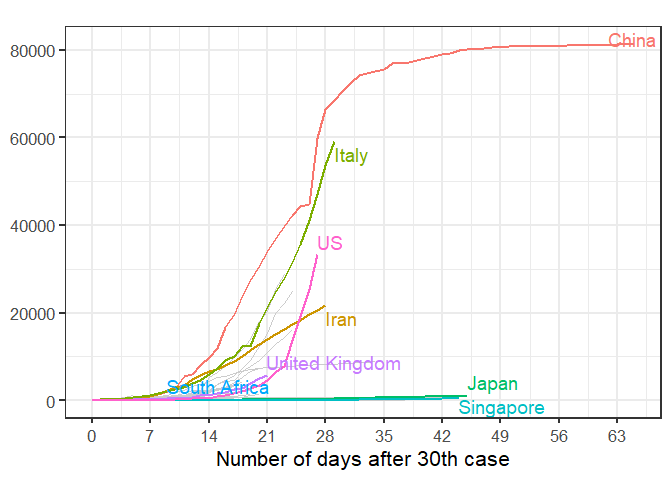 80000
60000
40000
20000
0
China
Italy
US
Iran
United Kingdom
South Africa
Japan
Singapore
0 7 14 21 28 35 42 49 56 63
Number of days after 30th case